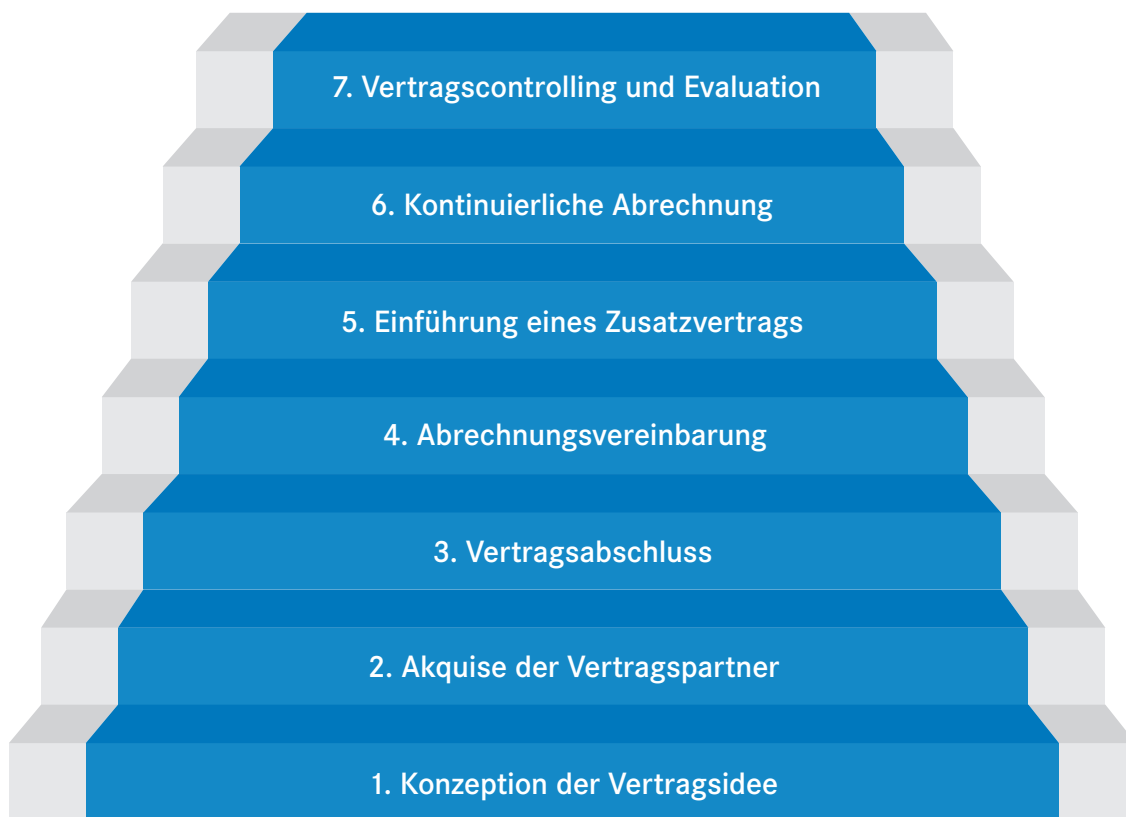 7. Vertragscontrolling und Evaluation
6. Kontinuierliche Abrechnung
5. Einführung eines Zusatzvertrags
4. Abrechnungsvereinbarung
3. Vertragsabschluss
2. Akquise der Vertragspartner
1. Konzeption der Vertragsidee